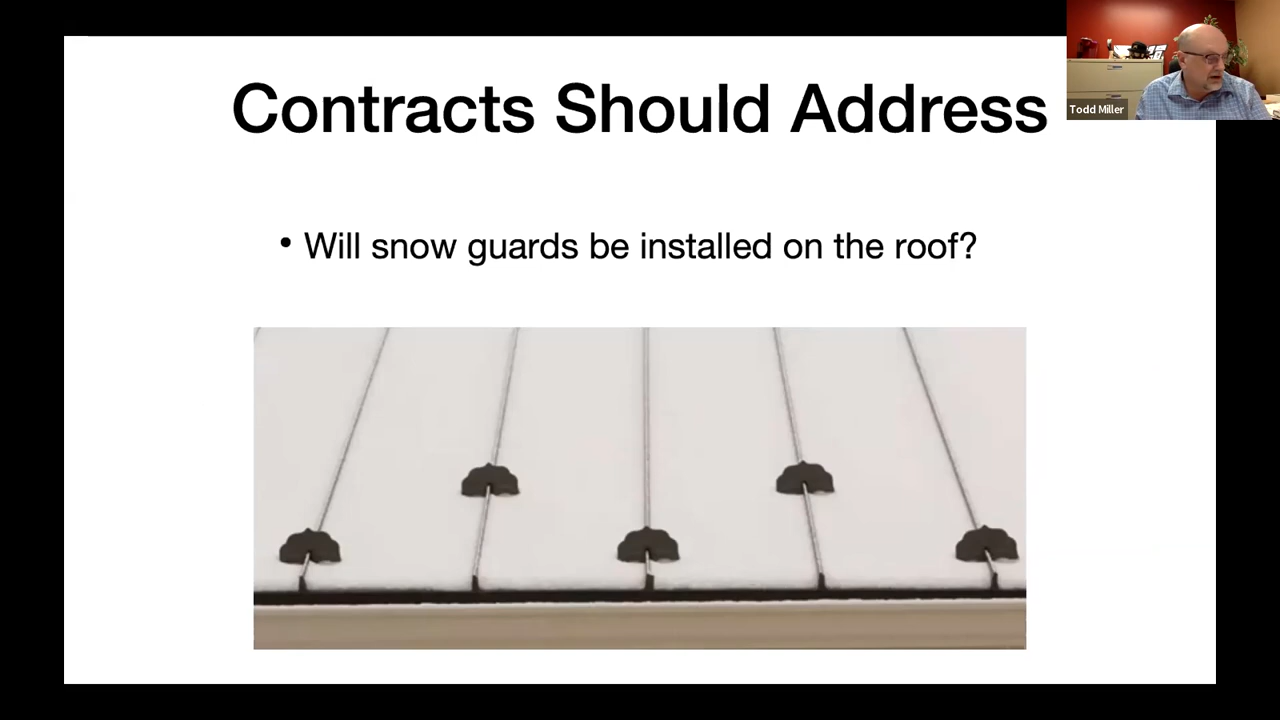 Contracts Should Address
Todd Miller
• Will snow guards be installed on the roof?